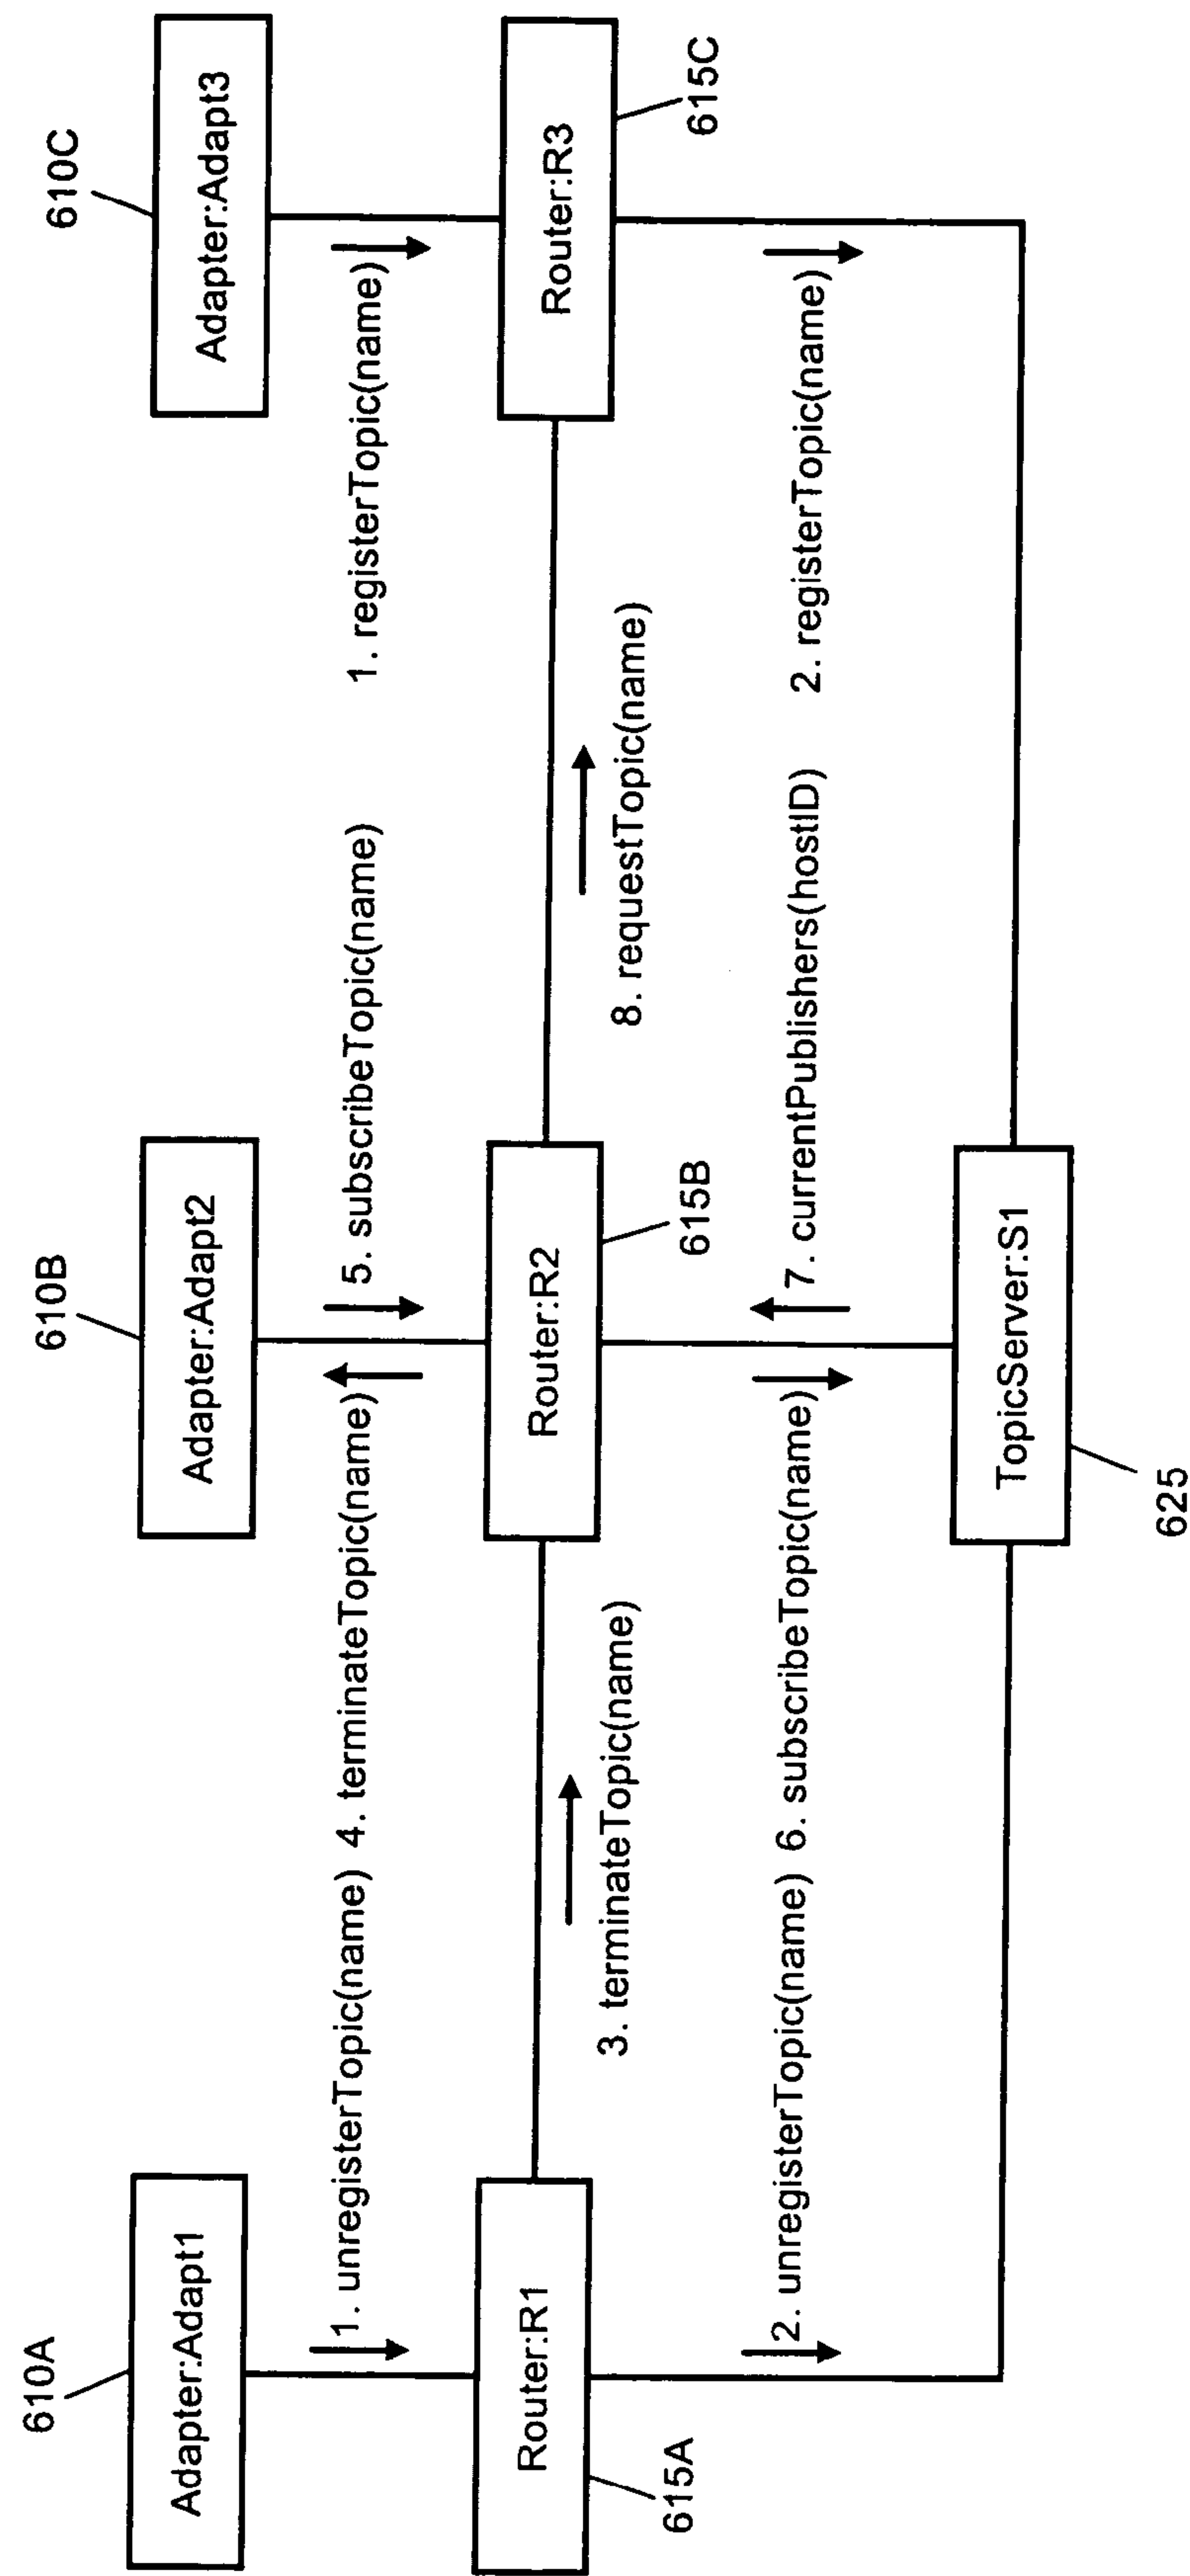 610A
Adapter:Adapt1
610B
Adapter:Adapt2
610C
Adapter:Adapt3
1. unregisterTopic(name)
4. terminateTopic(name)
5. subscribeTopic(name)
1. registerTopic(name)
Router:R1
615A
Router:R2
615B
Router:R3
615C
3. terminateTopic(name)
8. requestTopic(name)
2. unregisterTopic(name)
6. subscribeTopic(name)
7. currentPublishers(hostID)
2. registerTopic(name)
TopicServer:S1
625